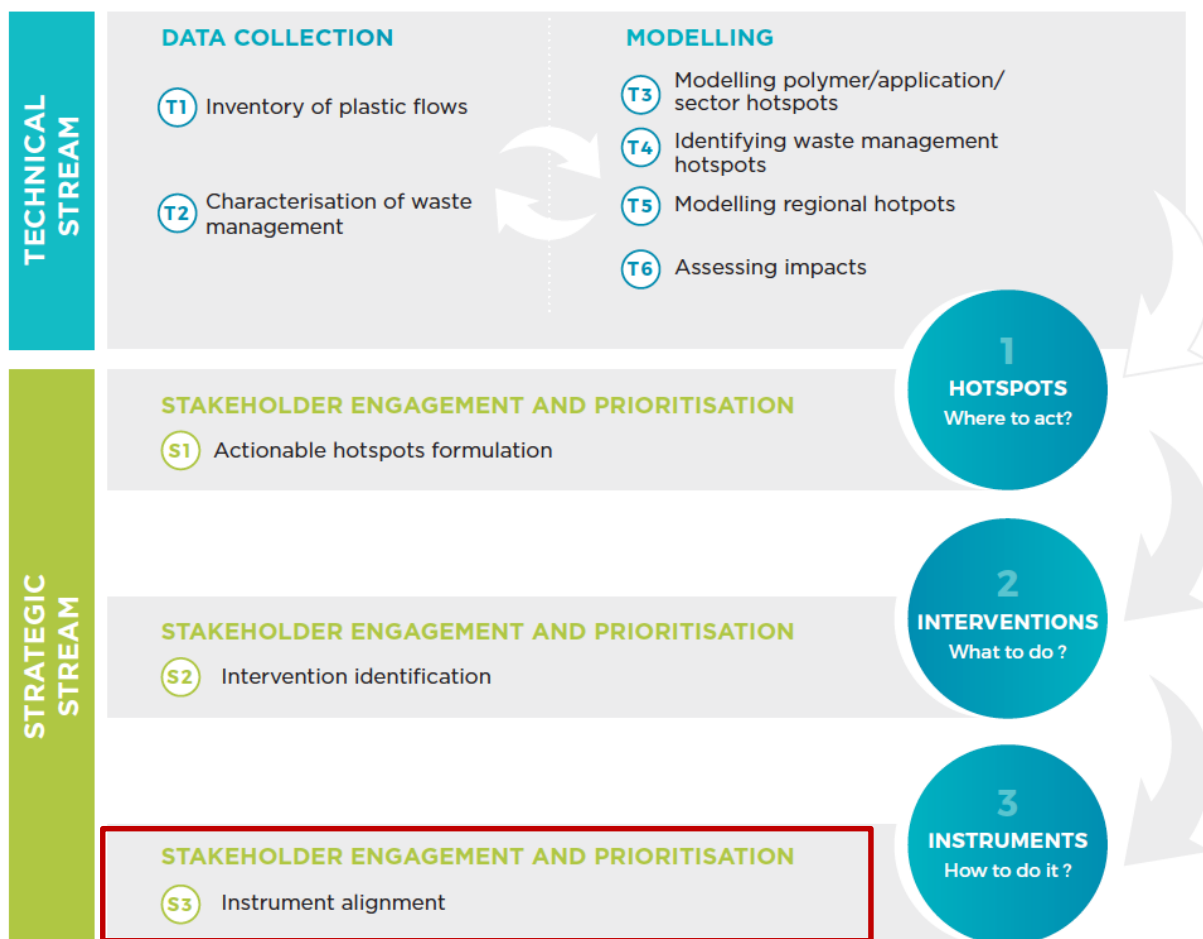 TECHNICAL
STREAM
DATA COLLECTION
T1 Inventory of plastic flows
T2 Characterisation of waste
management
MODELLING
T3 Modelling polymer/application/
sector hotspots
T4 Identifying waste management
hotspots
T5 Modelling regional hotpots
T6 Assessing impacts
1
HOTSPOTS
Where to act?
STRATEGIC
STREAM
STAKEHOLDER ENGAGEMENT AND PRIORITISATION
S1 Actionable hotspots formulation
2
INTERVENTIONS
What to do ?
STAKEHOLDER ENGAGEMENT AND PRIORITISATION
S2 Intervention identification
3
INSTRUMENTS
How to do it ?
STAKEHOLDER ENGAGEMENT AND PRIORITISATION
S3 Instrument alignment